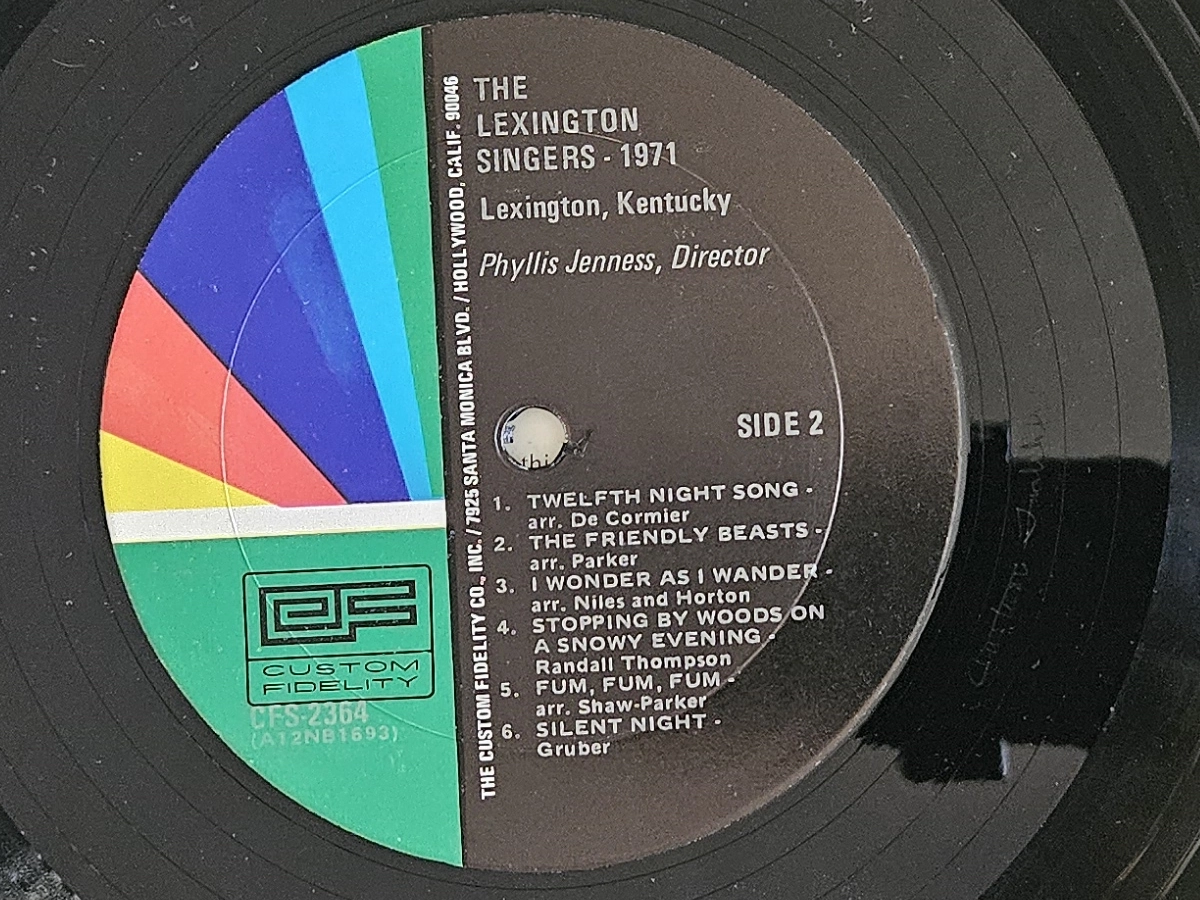 THE
LEXINGTON
SINGERS - 1971
Lexington, Kentucky
Phyllis Jenness, Director
SIDE 2
1. TWELFTH NIGHT SONG -
arr. De Cormier
2. THE FRIENDLY BEASTS -
arr. Parker
3. I WONDER AS I WANDER -
arr. Niles and Horton
4. STOPPING BY WOODS ON
A SNOWY EVENING -
Randall Thompson
5. FUM, FUM, FUM -
arr. Shaw-Parker
6. SILENT NIGHT -
Gruber
THE CUSTOM FIDELITY CO., INC. / 7925 SANTA MONICA BLVD. / HOLLYWOOD, CALIF. 90046
CF
CUSTOM
FIDELITY
CFS-2364
(A12NB1693)